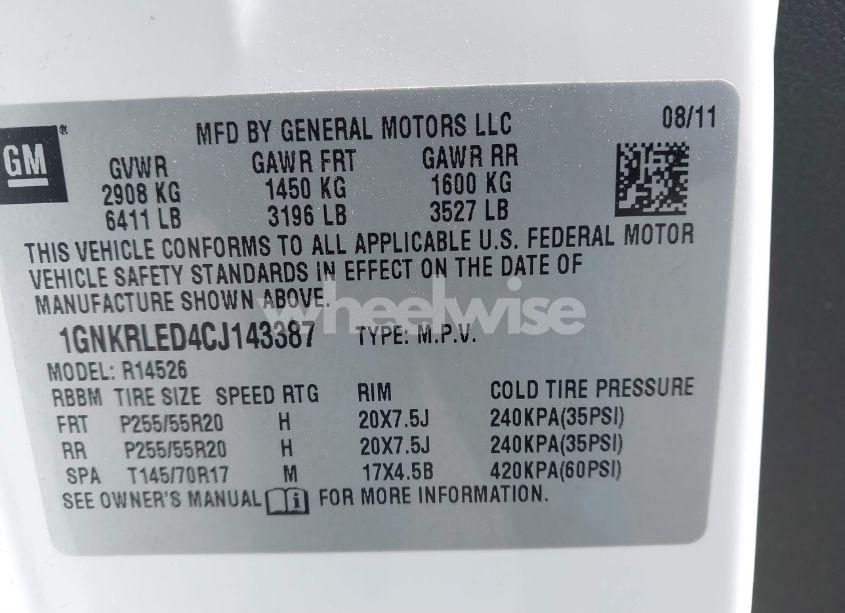 GM ®
MFD BY GENERAL MOTORS LLC 08/11
GVWR GAWR FRT GAWR RR
2908 KG 1450 KG 1600 KG
6411 LB 3196 LB 3527 LB
THIS VEHICLE CONFORMS TO ALL APPLICABLE U.S. FEDERAL MOTOR
VEHICLE SAFETY STANDARDS IN EFFECT ON THE DATE OF
MANUFACTURE SHOWN ABOVE.
wheelwise
1GNKRLED4CJ143387 TYPE: M.P.V.
MODEL: R14526
RBBM TIRE SIZE SPEED RTG RIM COLD TIRE PRESSURE
FRT P255/55R20 H 20X7.5J 240KPA(35PSI)
RR P255/55R20 H 20X7.5J 240KPA(35PSI)
SPA T145/70R17 M 17X4.5B 420KPA(60PSI)
SEE OWNER'S MANUAL i FOR MORE INFORMATION.